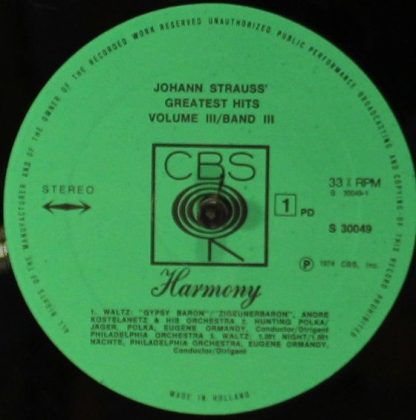 ALL RIGHTS OF THE MANUFACTURER AND OF THE OWNER OF THE RECORDED WORK RESERVED UNAUTHORIZED PUBLIC PERFORMANCE BROADCASTING AND COPYING OF THIS RECORD PROHIBITED
JOHANN STRAUSS'
GREATEST HITS
VOLUME III/BAND III
CBS
STEREO
33⅓ RPM
S 30049-1
1 PD
S 30049
℗ 1974 CBS, Inc.
Harmony
1. WALTZ: "GYPSY BARON"/"ZIGEUNERBARON", ANDRE
KOSTELANETZ & HIS ORCHESTRA 2. HUNTING POLKA/
JÄGER, POLKA, EUGENE ORMANDY, Conductor/Dirigent
PHILADELPHIA ORCHESTRA 3. WALTZ: 1.001 NIGHT/1.001
NÄCHTE, PHILADELPHIA ORCHESTRA, EUGENE ORMANDY,
Conductor/Dirigent
MADE IN HOLLAND